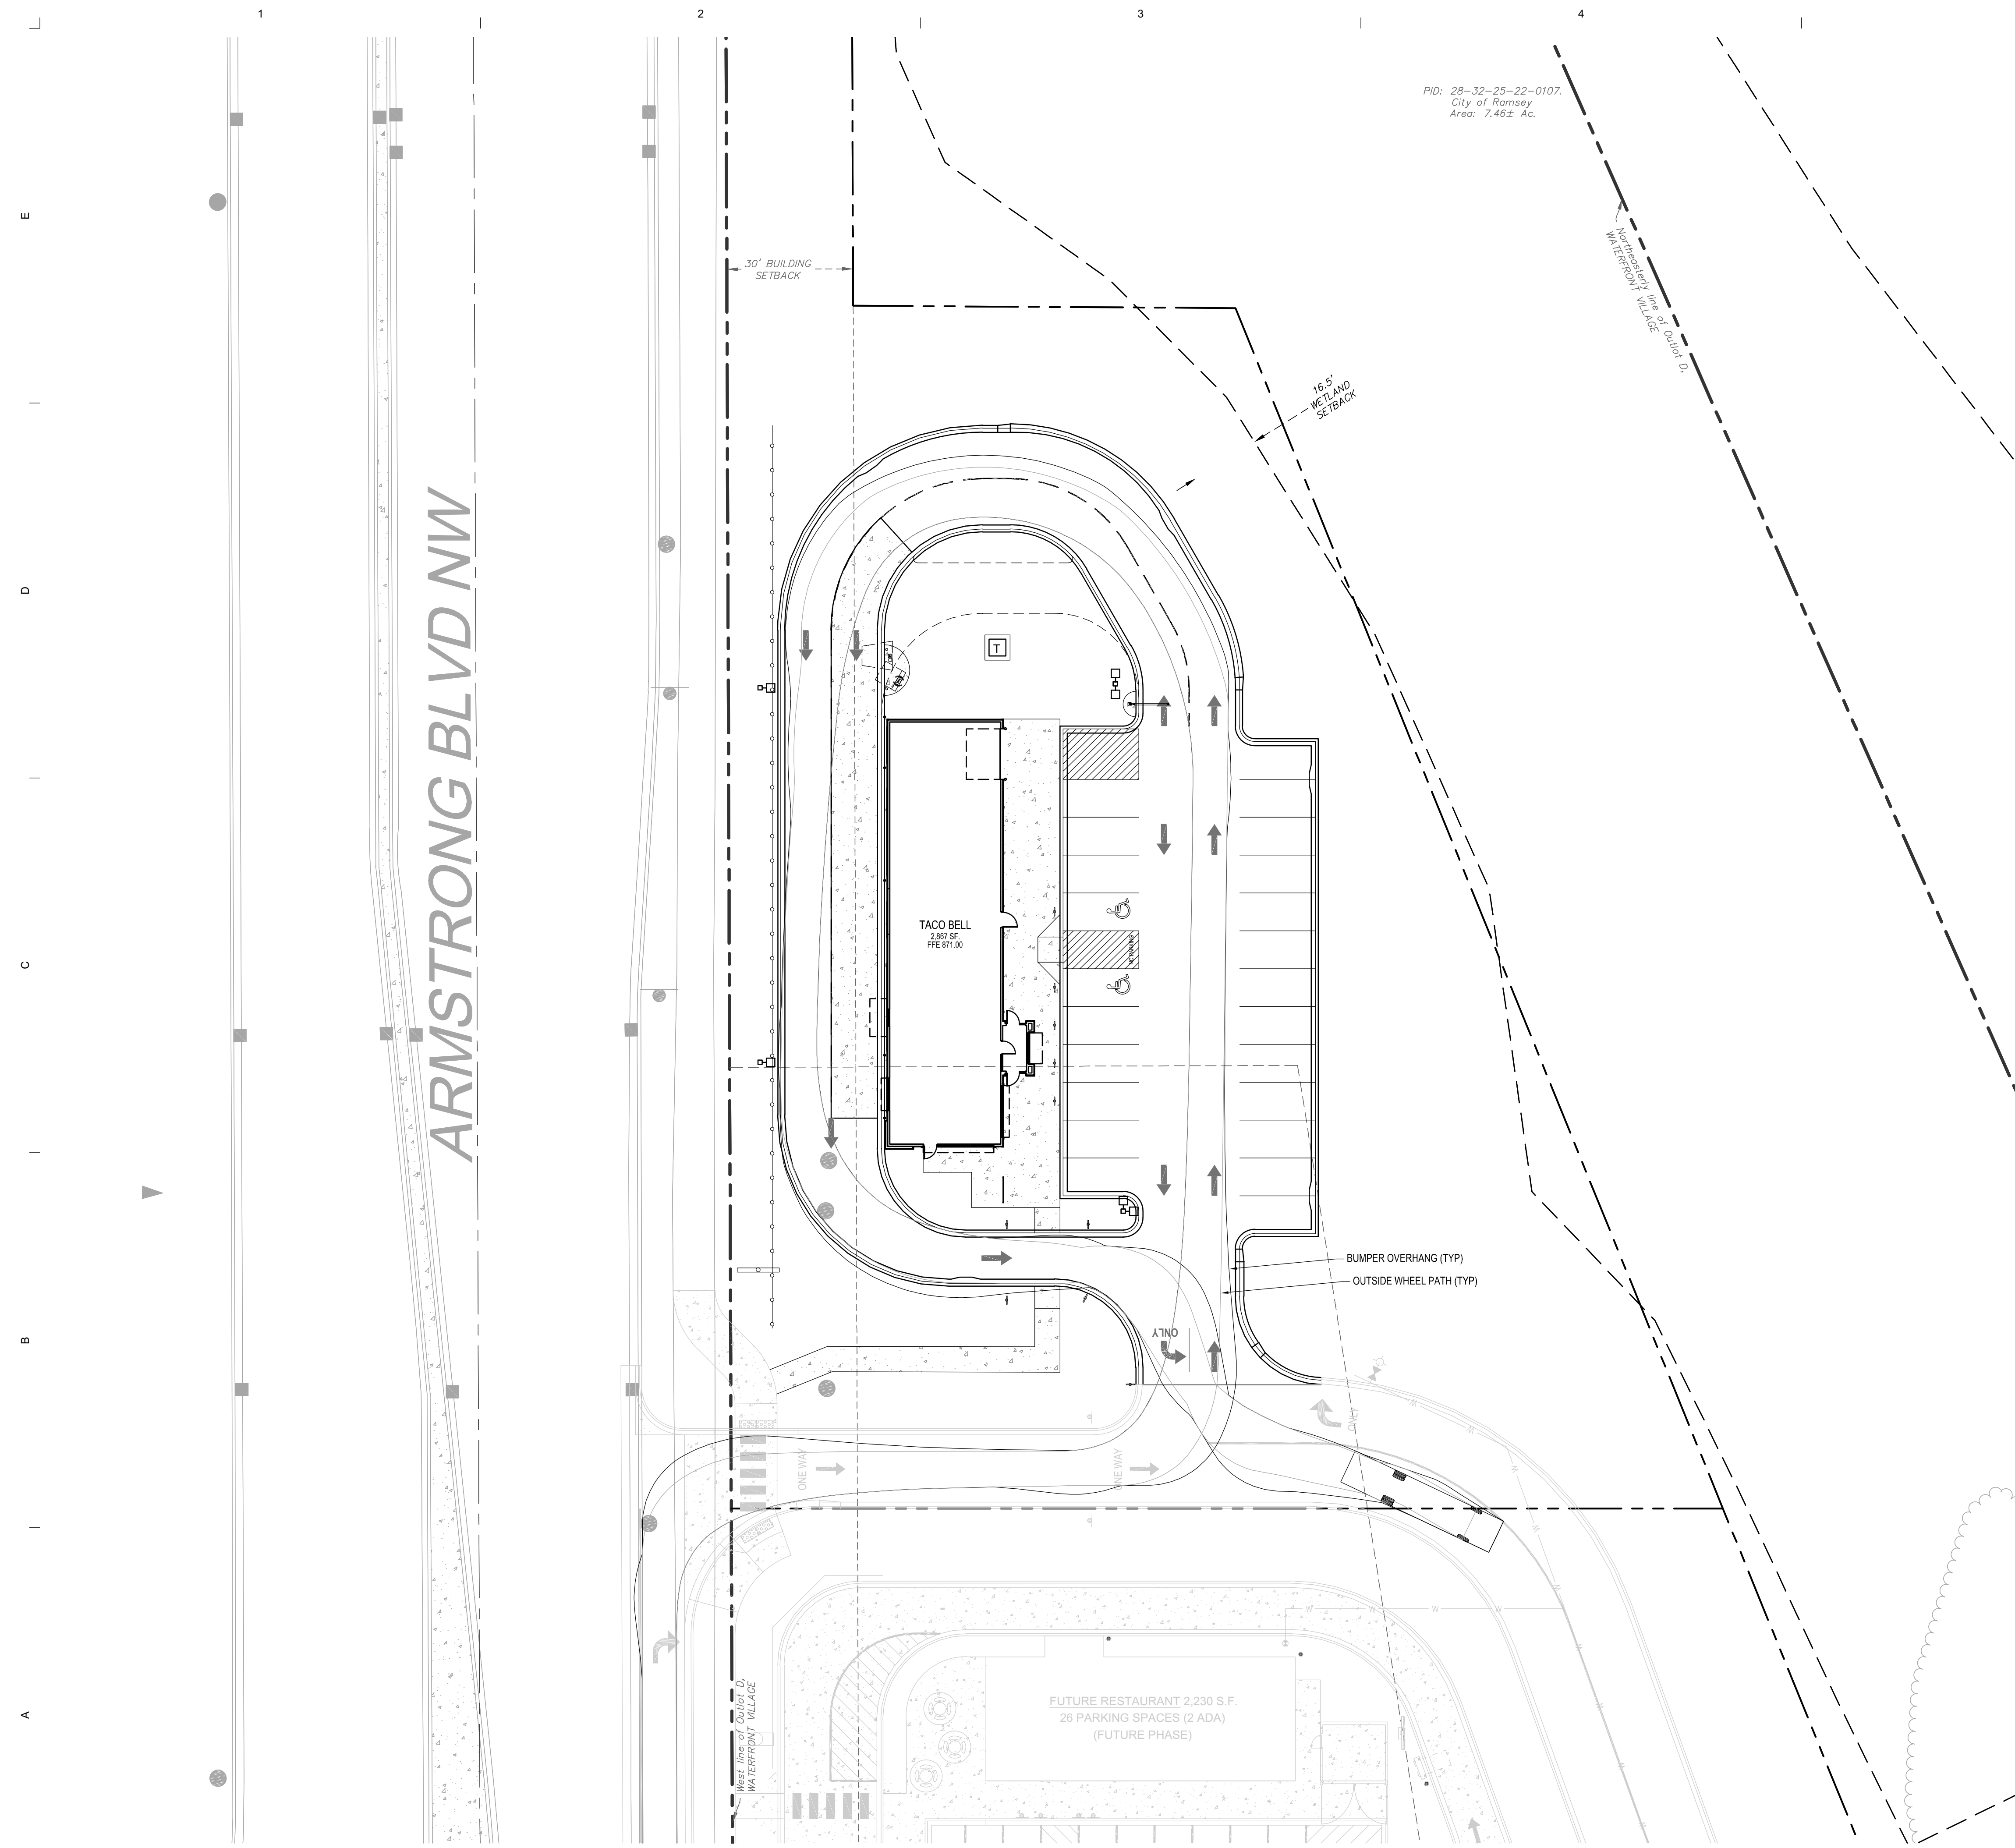 1
2
3
4
E
D
C
B
A
PID: 28-32-25-22-0107.
City of Ramsey
Area: 7.46± Ac.
Northeasterly line of Outlot D,
WATERFRONT VILLAGE
30' BUILDING
SETBACK
16.5'
WETLAND
SETBACK
ARMSTRONG BLVD NW
T
TACO BELL
2,867 SF.
FFE 871.00
NO PARKING
BUMPER OVERHANG (TYP)
OUTSIDE WHEEL PATH (TYP)
ONLY
ONLY
ONE WAY
ONE WAY
W
W
W
W
W
W
W
W
W
W
W
W
W
West line of Outlot D,
WATERFRONT VILLAGE
FUTURE RESTAURANT 2,230 S.F.
26 PARKING SPACES (2 ADA)
(FUTURE PHASE)